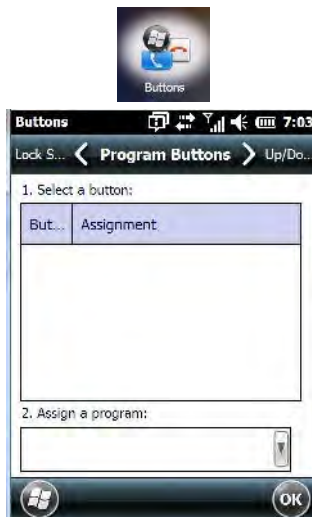 Buttons
Buttons 7:03
Lock S... Program Buttons Up/Do...
1. Select a button:
But... Assignment
2. Assign a program:
OK